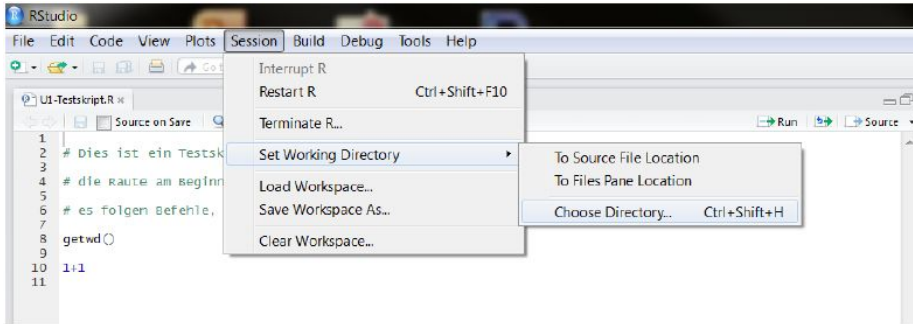 RStudio
File Edit Code View Plots Session Build Debug Tools Help
Go t
Interrupt R
Restart R Ctrl+Shift+F10
Terminate R...
Set Working Directory
Load Workspace...
Save Workspace As...
Clear Workspace...
To Source File Location
To Files Pane Location
Choose Directory... Ctrl+Shift+H
U1-Testskript.R
Source on Save
Run Source
1
2 # Dies ist ein Testsk
3
4 # die Raute am Beginn
5
6 # es folgen Befehle,
7
8 getwd()
9
10 1+1
11